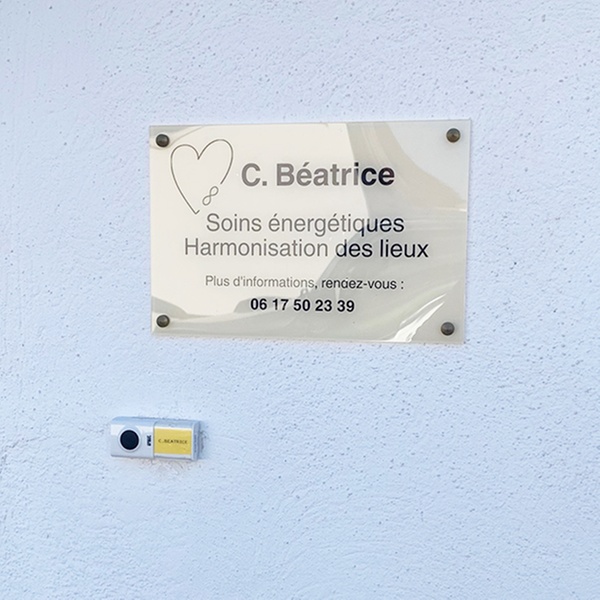 C. Béatrice
Soins énergétiques
Harmonisation des lieux
Plus d'informations, rendez-vous :
06 17 50 23 39
C. BEATRICE